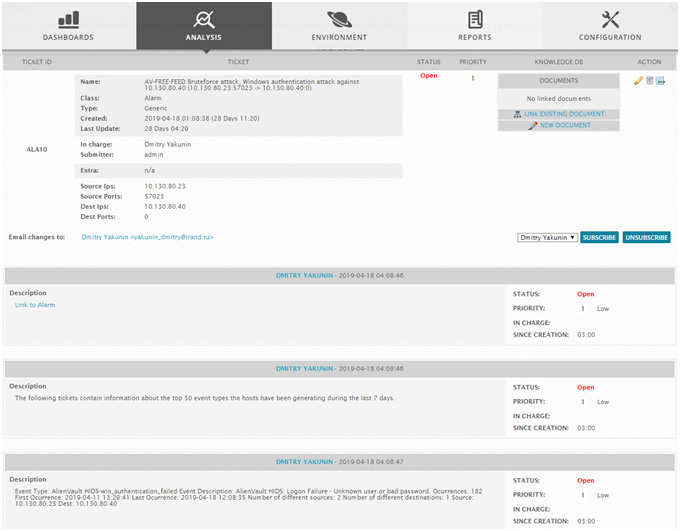 DASHBOARDS
ANALYSIS
ENVIRONMENT
REPORTS
CONFIGURATION
TICKET ID TICKET STATUS PRIORITY KNOWLEDGE DB ACTION
ALA10
Name: AV-FREE-FEED Bruteforce attack, Windows authentication attack against
10.130.80.40 (10.130.80.23:57023 -> 10.130.80.40:0)
Class: Alarm
Type: Generic
Created: 2019-04-18 01:08:38 (28 Days 11:20)
Last Update: 28 Days 04:20
In charge: Dmitry Yakunin
Submitter: admin
Extra: n/a
Source Ips: 10.130.80.23
Source Ports: 57023
Dest Ips: 10.130.80.40
Dest Ports: 0
Open
1
DOCUMENTS
No linked documents
LINK EXISTING DOCUMENT
NEW DOCUMENT
Email changes to: Dmitry Yakunin <yakunin_dmitry@irand.ru>
Dmitry Yakunin SUBSCRIBE UNSUBSCRIBE
DMITRY YAKUNIN - 2019-04-18 04:08:46
Description
Link to Alarm
STATUS: Open
PRIORITY: 1 Low
IN CHARGE:
SINCE CREATION: 03:00
DMITRY YAKUNIN - 2019-04-18 04:08:46
Description
The following tickets contain information about the top 50 event types the hosts have been generating during the last 7 days.
STATUS: Open
PRIORITY: 1 Low
IN CHARGE:
SINCE CREATION: 03:00
DMITRY YAKUNIN - 2019-04-18 04:08:47
Description
Event Type: AlienVault HIDS-win_authentication_failed Event Description: AlienVault HIDS: Logon Failure - Unknown user or bad password. Ocurrences: 182
First Ocurrence: 2019-04-11 13:29:41 Last Ocurrence: 2019-04-18 12:08:35 Number of different sources: 2 Number of different destinations: 1 Source:
10.130.80.23 Dest: 10.130.80.40
STATUS: Open
PRIORITY: 1 Low
IN CHARGE:
SINCE CREATION: 03:00